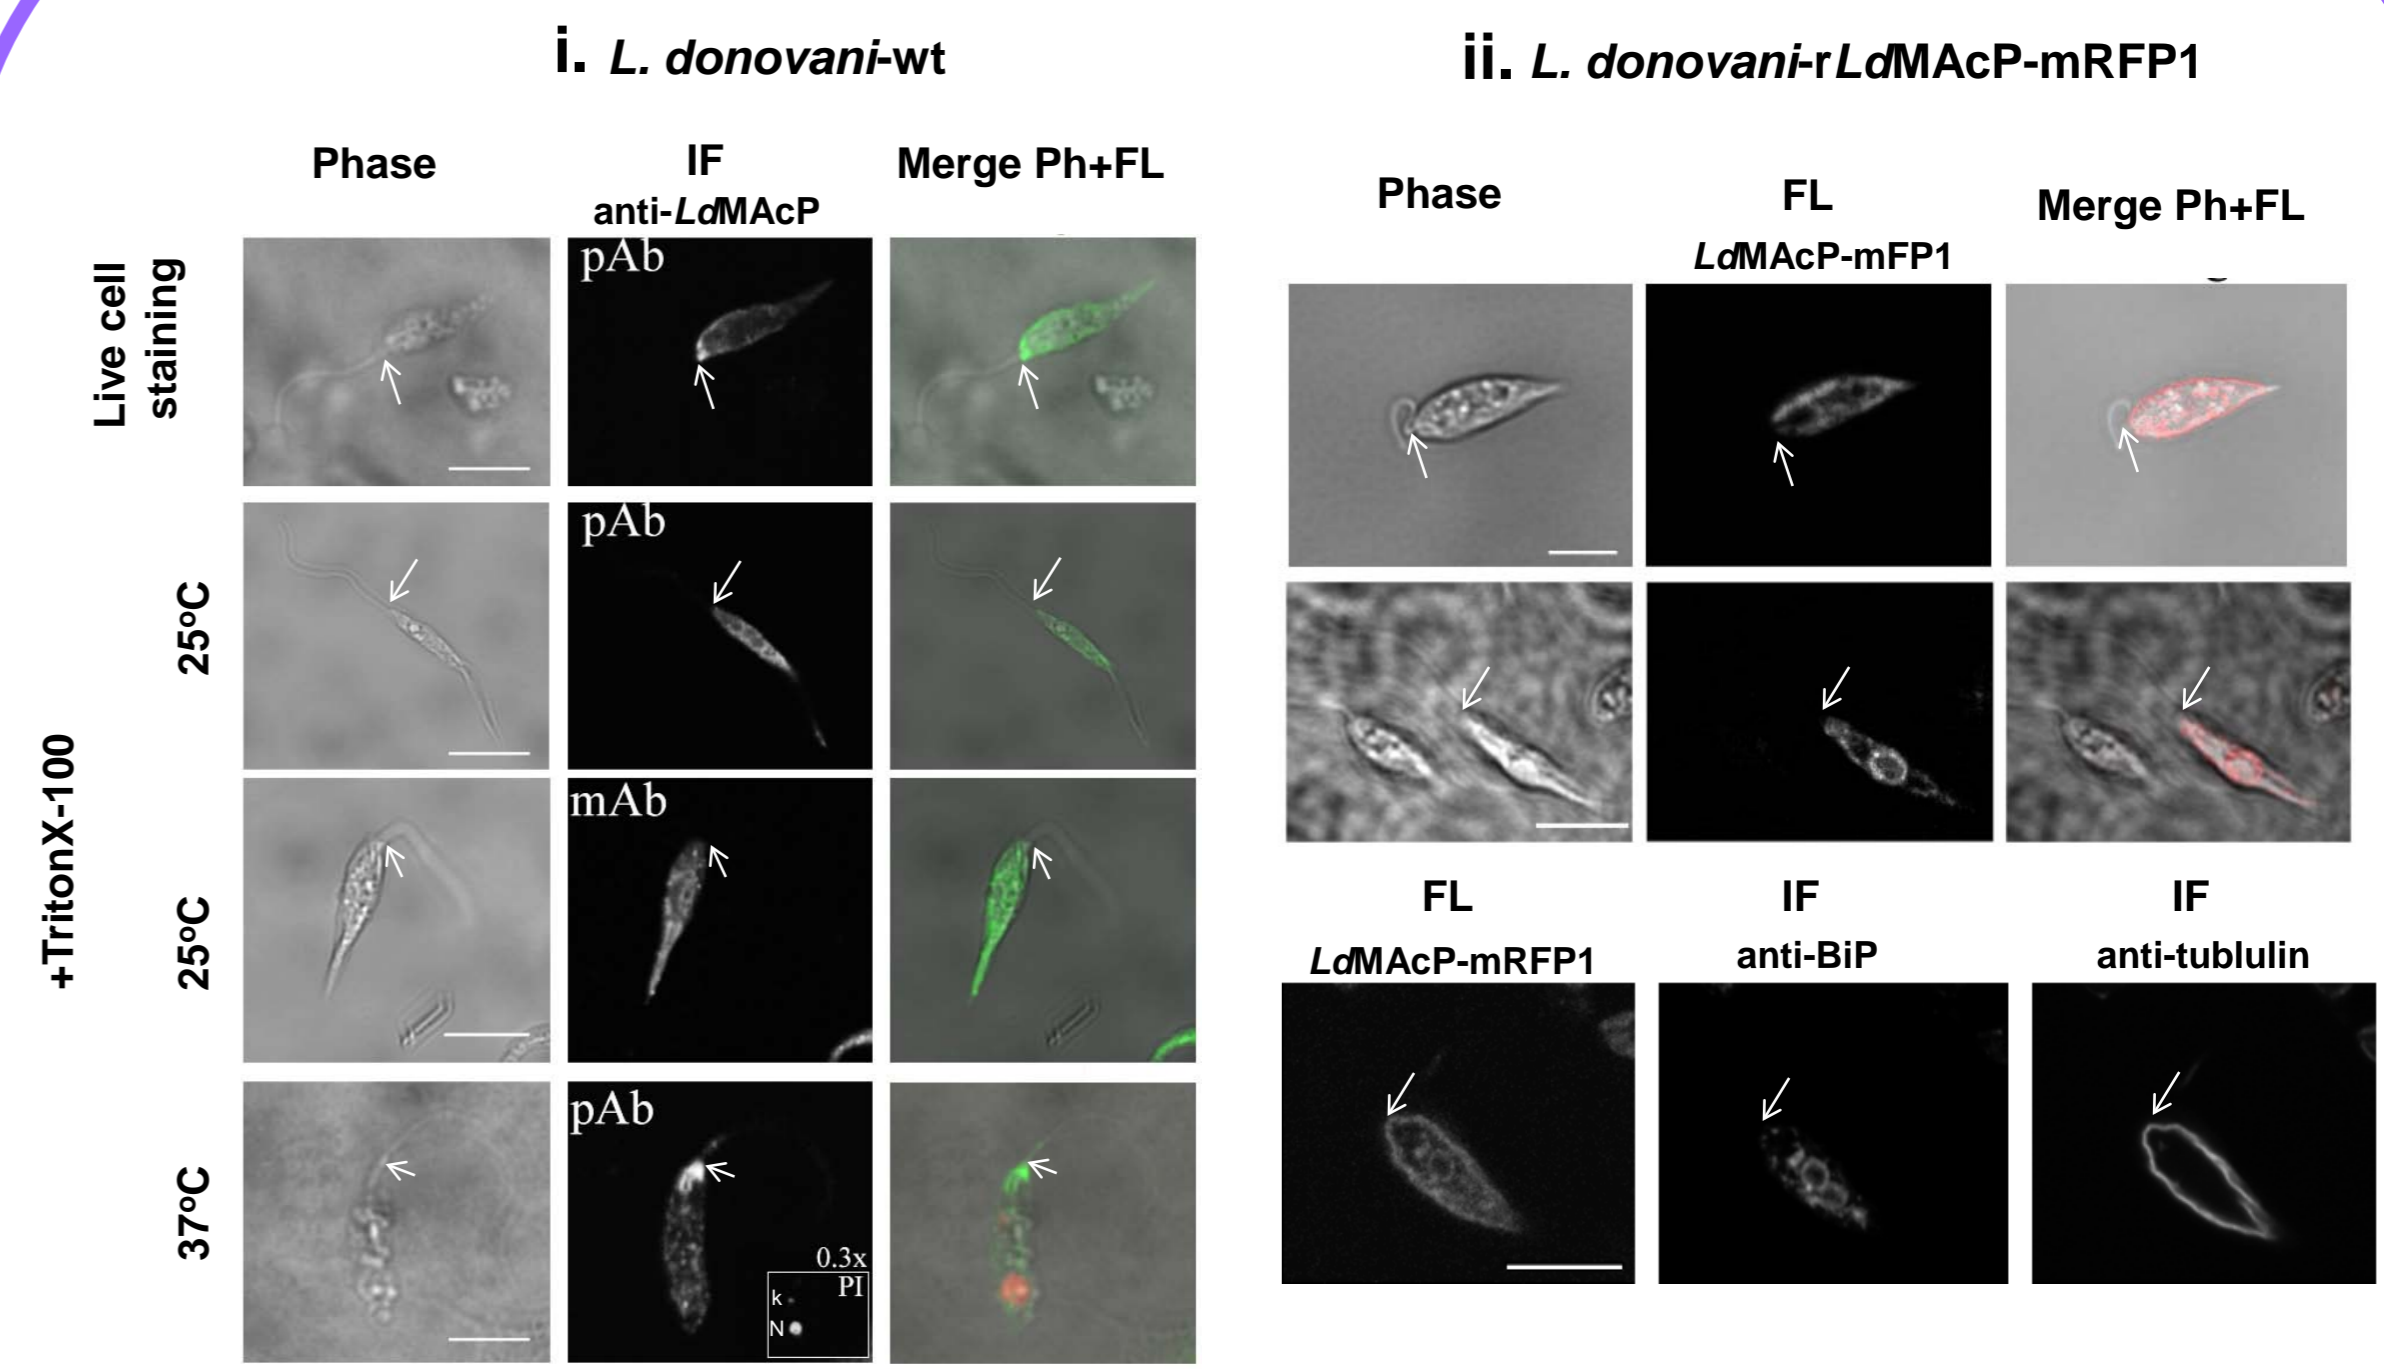 i. L. donovani-wt
Phase
IF
anti-LdMAcP
Merge Ph+FL
Live cell
staining
pAb
+TritonX-100
25ºC
pAb
25ºC
mAb
37ºC
pAb
0.3x
PI
k
N
ii. L. donovani-rLdMAcP-mRFP1
Phase
FL
LdMAcP-mFP1
Merge Ph+FL
FL
LdMAcP-mRFP1
IF
anti-BiP
IF
anti-tublulin